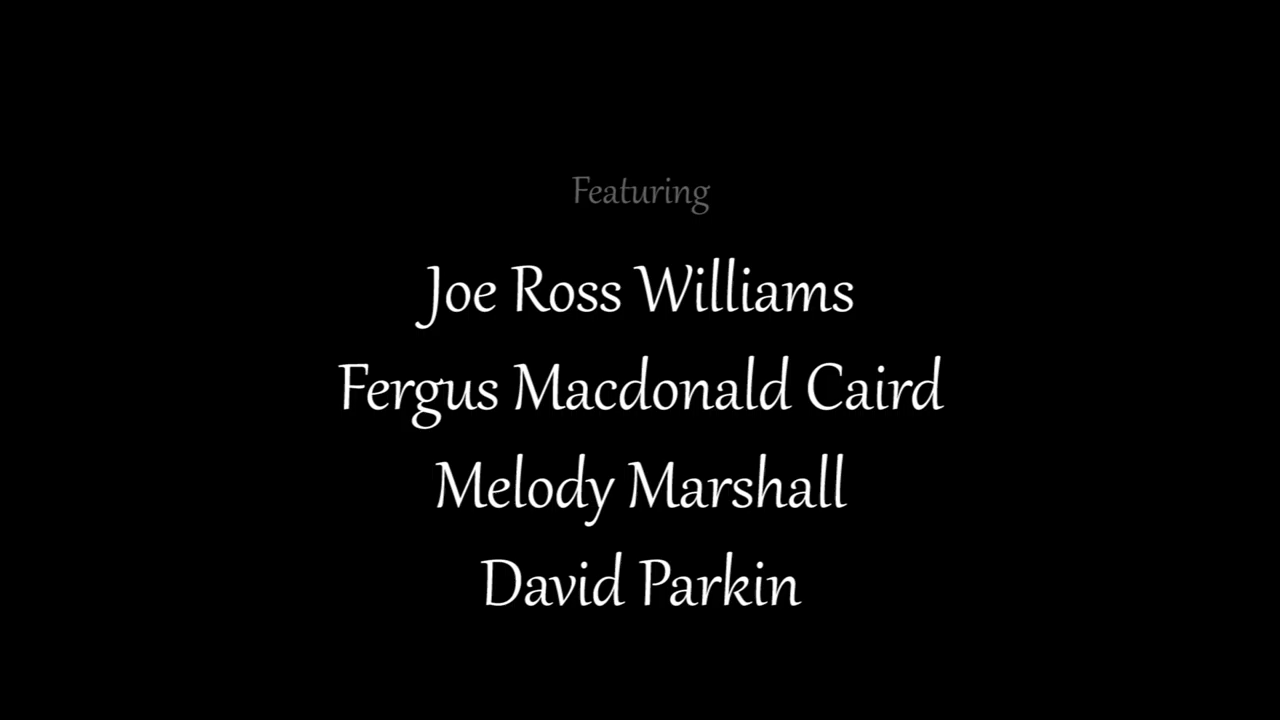 Featuring
Joe Ross Williams
Fergus Macdonald Caird
Melody Marshall
David Parkin